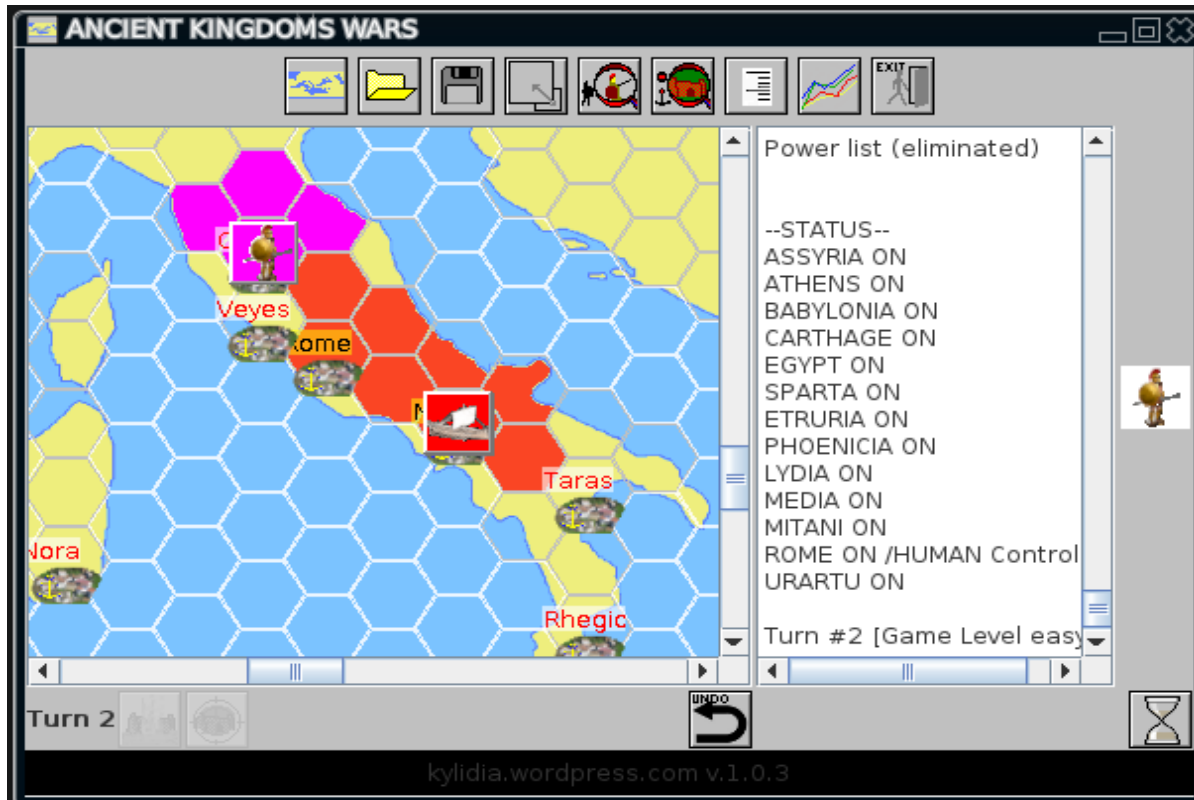 ANCIENT KINGDOMS WARS
EXIT
Power list (eliminated)
--STATUS--
ASSYRIA ON
ATHENS ON
BABYLONIA ON
CARTHAGE ON
EGYPT ON
SPARTA ON
ETRURIA ON
PHOENICIA ON
LYDIA ON
MEDIA ON
MITANI ON
ROME ON /HUMAN Control
URARTU ON
Turn #2 [Game Level easy
Veyes
Rome
Taras
Nora
Rhegio
Turn 2
UNDO
kylidia.wordpress.com v.1.0.3